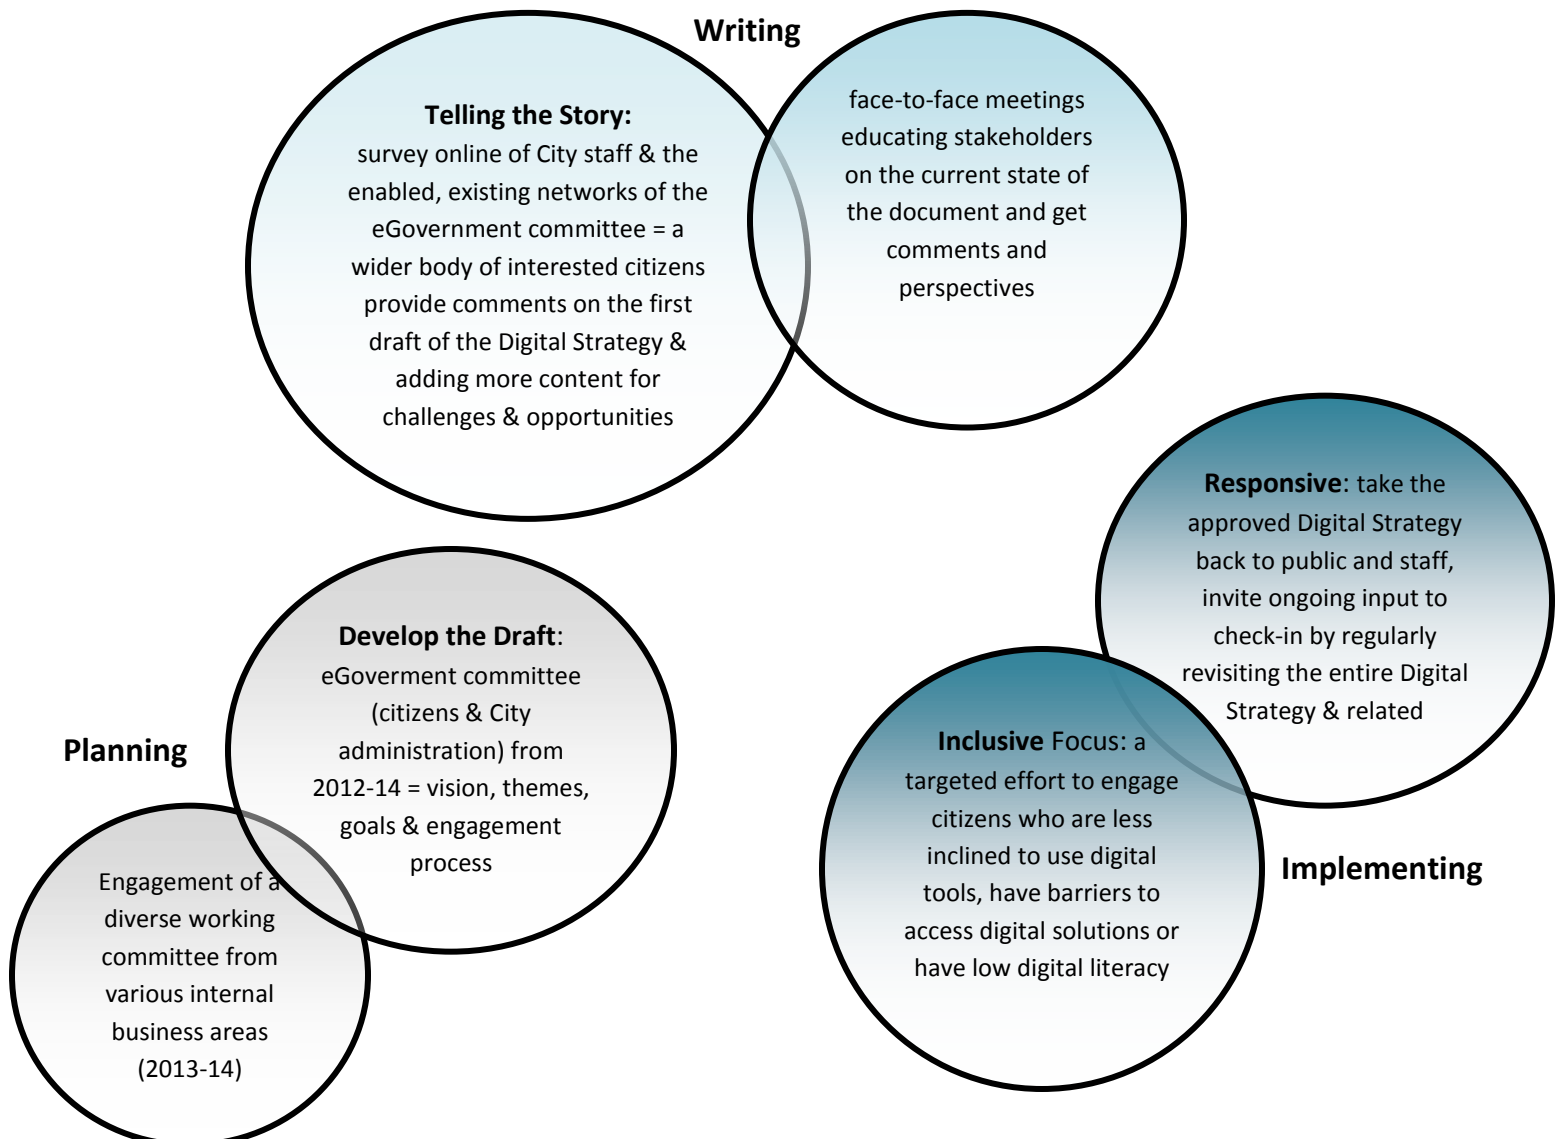 Writing
Telling the Story:
survey online of City staff & the
enabled, existing networks of the
eGovernment committee = a
wider body of interested citizens
provide comments on the first
draft of the Digital Strategy &
adding more content for
challenges & opportunities
face-to-face meetings
educating stakeholders
on the current state of
the document and get
comments and
perspectives
Responsive: take the
approved Digital Strategy
back to public and staff,
invite ongoing input to
check-in by regularly
revisiting the entire Digital
Strategy & related
Develop the Draft:
eGoverment committee
(citizens & City
administration) from
2012-14 = vision, themes,
goals & engagement
process
Planning
Engagement of a
diverse working
committee from
various internal
business areas
(2013-14)
Inclusive Focus: a
targeted effort to engage
citizens who are less
inclined to use digital
tools, have barriers to
access digital solutions or
have low digital literacy
Implementing